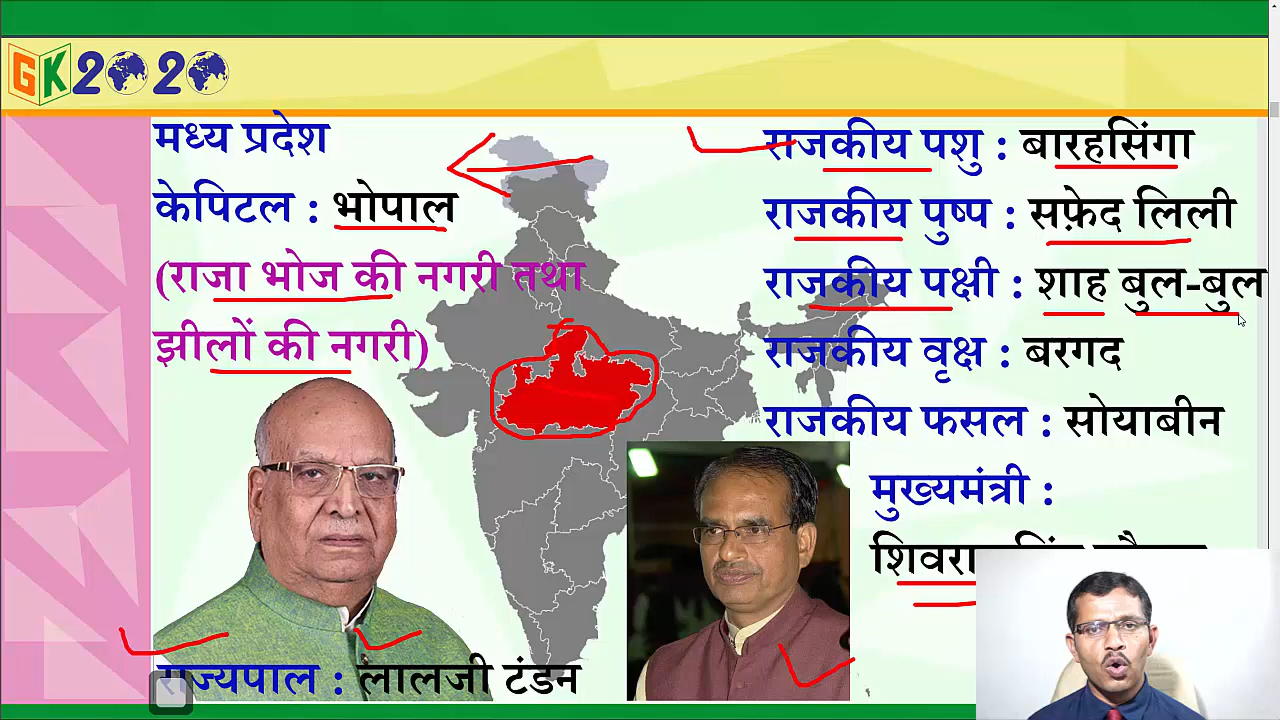 GK2020
मध्य प्रदेश
केपिटल : भोपाल
(राजा भोज की नगरी तथा
झीलों की नगरी)
राज्यपाल : लालजी टंडन
राजकीय पशु : बारहसिंगा
राजकीय पुष्प : सफ़ेद लिली
राजकीय पक्षी : शाह बुल-बुल
राजकीय वृक्ष : बरगद
राजकीय फसल : सोयाबीन
मुख्यमंत्री :